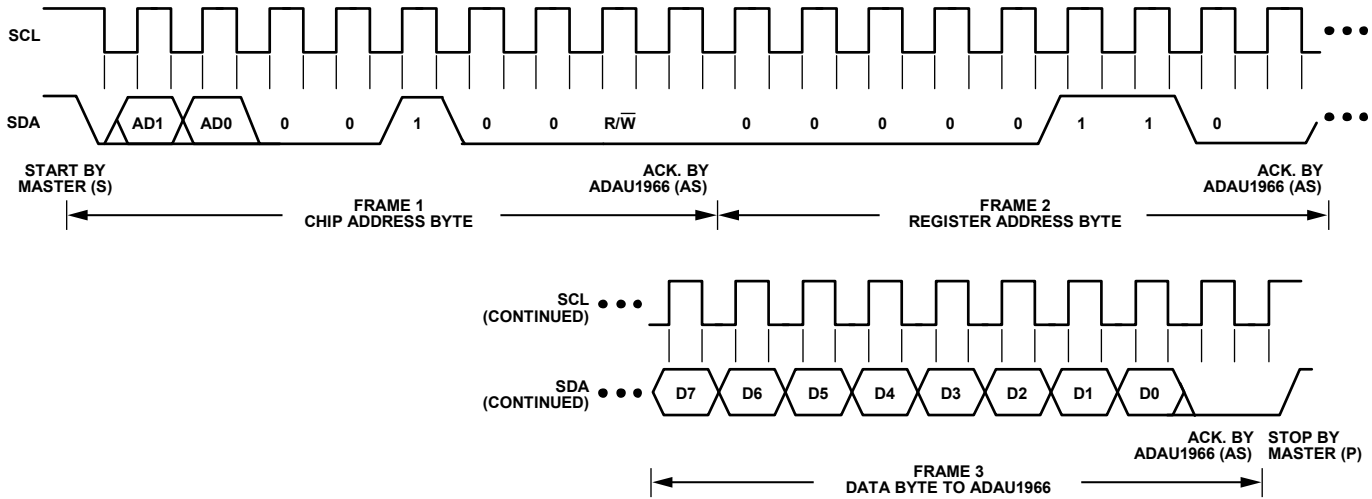 SCL
SDA AD1 AD0 0 0 1 0 0 R/W̅ 0 0 0 0 0 1 1 0
START BY
MASTER (S)
ACK. BY
ADAU1966 (AS)
ACK. BY
ADAU1966 (AS)
FRAME 1
CHIP ADDRESS BYTE
FRAME 2
REGISTER ADDRESS BYTE
SCL
(CONTINUED)
SDA
(CONTINUED)
D7 D6 D5 D4 D3 D2 D1 D0
ACK. BY
ADAU1966 (AS)
STOP BY
MASTER (P)
FRAME 3
DATA BYTE TO ADAU1966